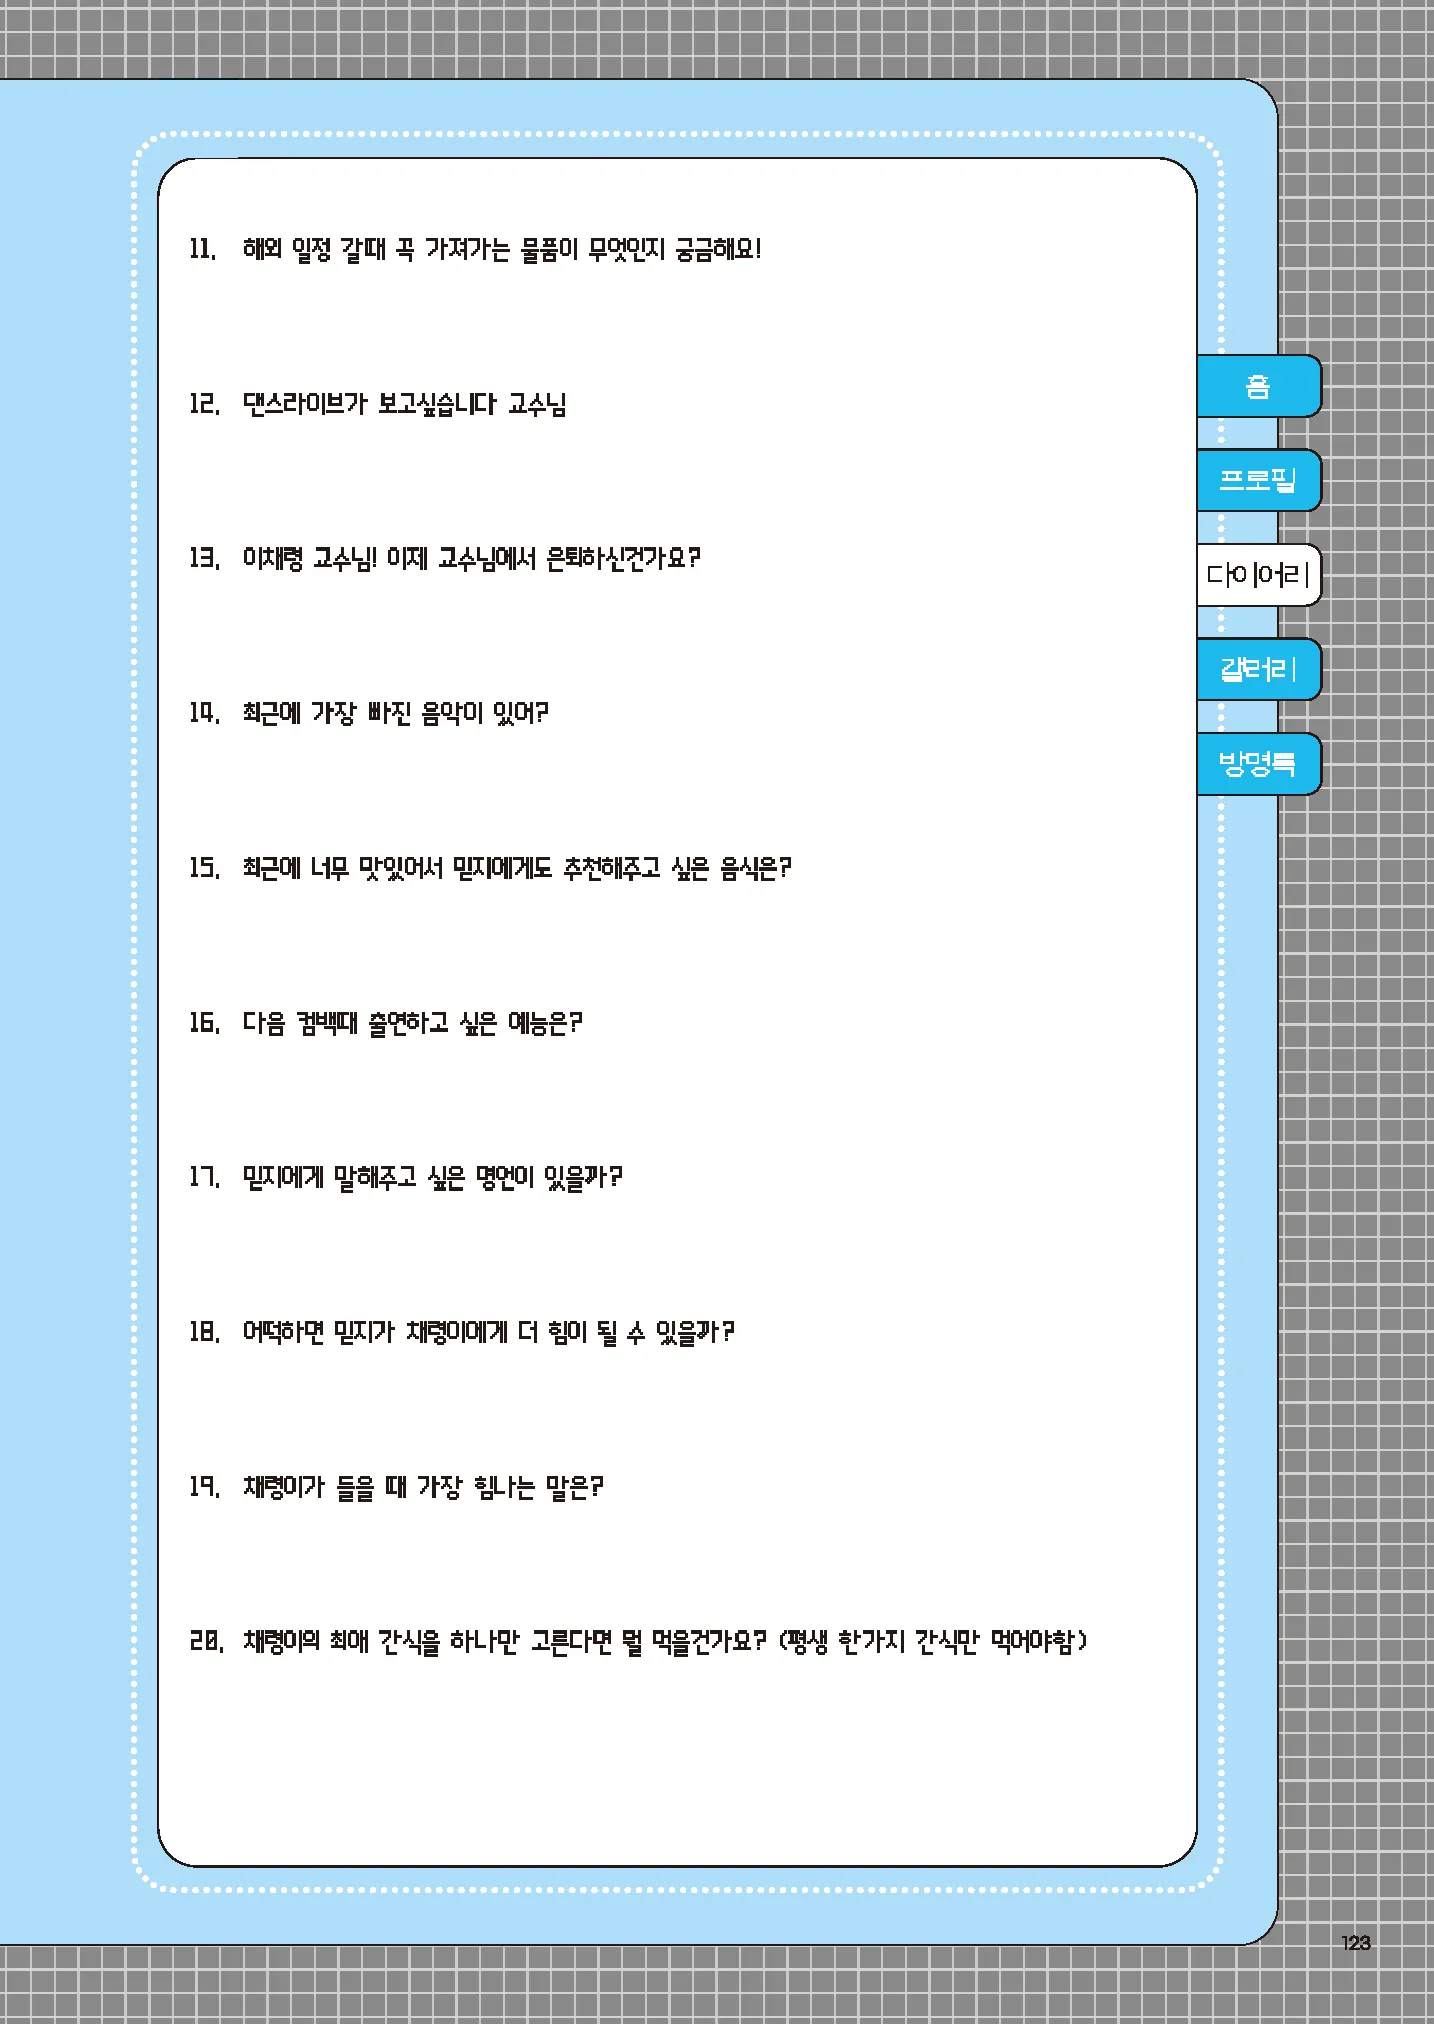 11. 해외 일정 갈때 꼭 가져가는 물품이 무엇인지 궁금해요!
12. 댄스라이브가 보고싶습니다 교수님
13. 이채령 교수님! 이제 교수님에서 은퇴하신건가요?
14. 최근에 가장 빠진 음악이 있어?
15. 최근에 너무 맛있어서 믿지에게도 추천해주고 싶은 음식은?
16. 다음 컴백때 출연하고 싶은 예능은?
17. 믿지에게 말해주고 싶은 명언이 있을까?
18. 어떡하면 믿지가 채령이에게 더 힘이 될 수 있을까?
19. 채령이가 들을 때 가장 힘나는 말은?
20. 채령이의 최애 간식을 하나만 고른다면 뭘 먹을건가요? (평생 한가지 간식만 먹어야함)
홈
프로필
다이어리
갤러리
방명록
123